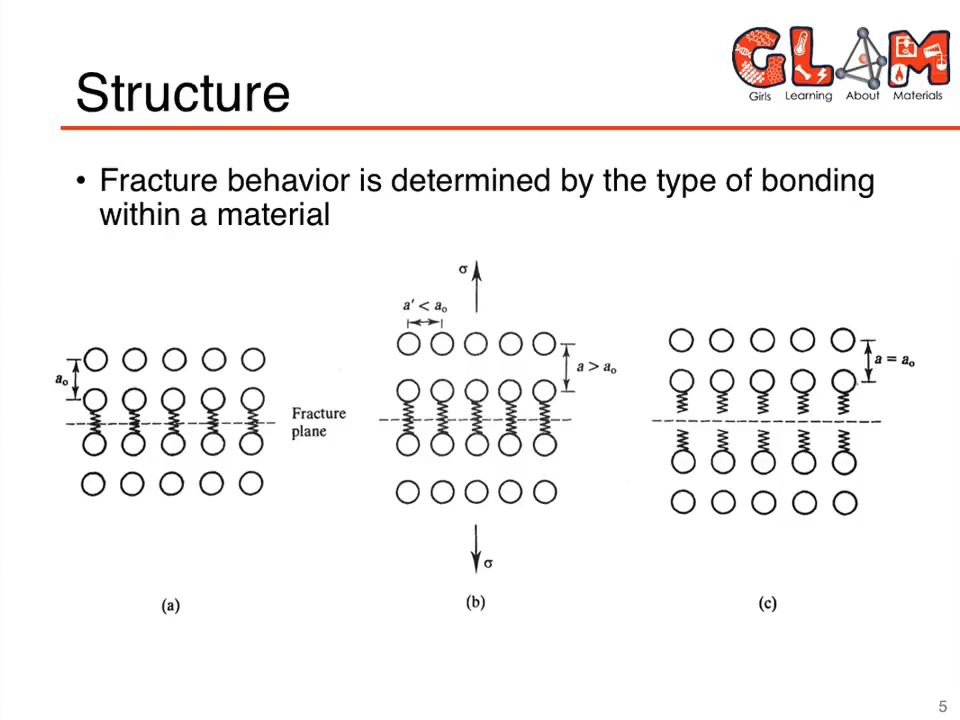 GLAM
Girls Learning About Materials
Structure
• Fracture behavior is determined by the type of bonding
within a material
σ
a' < a₀
a₀
a > a₀
a = a₀
Fracture
plane
σ
(a)
(b)
(c)
5